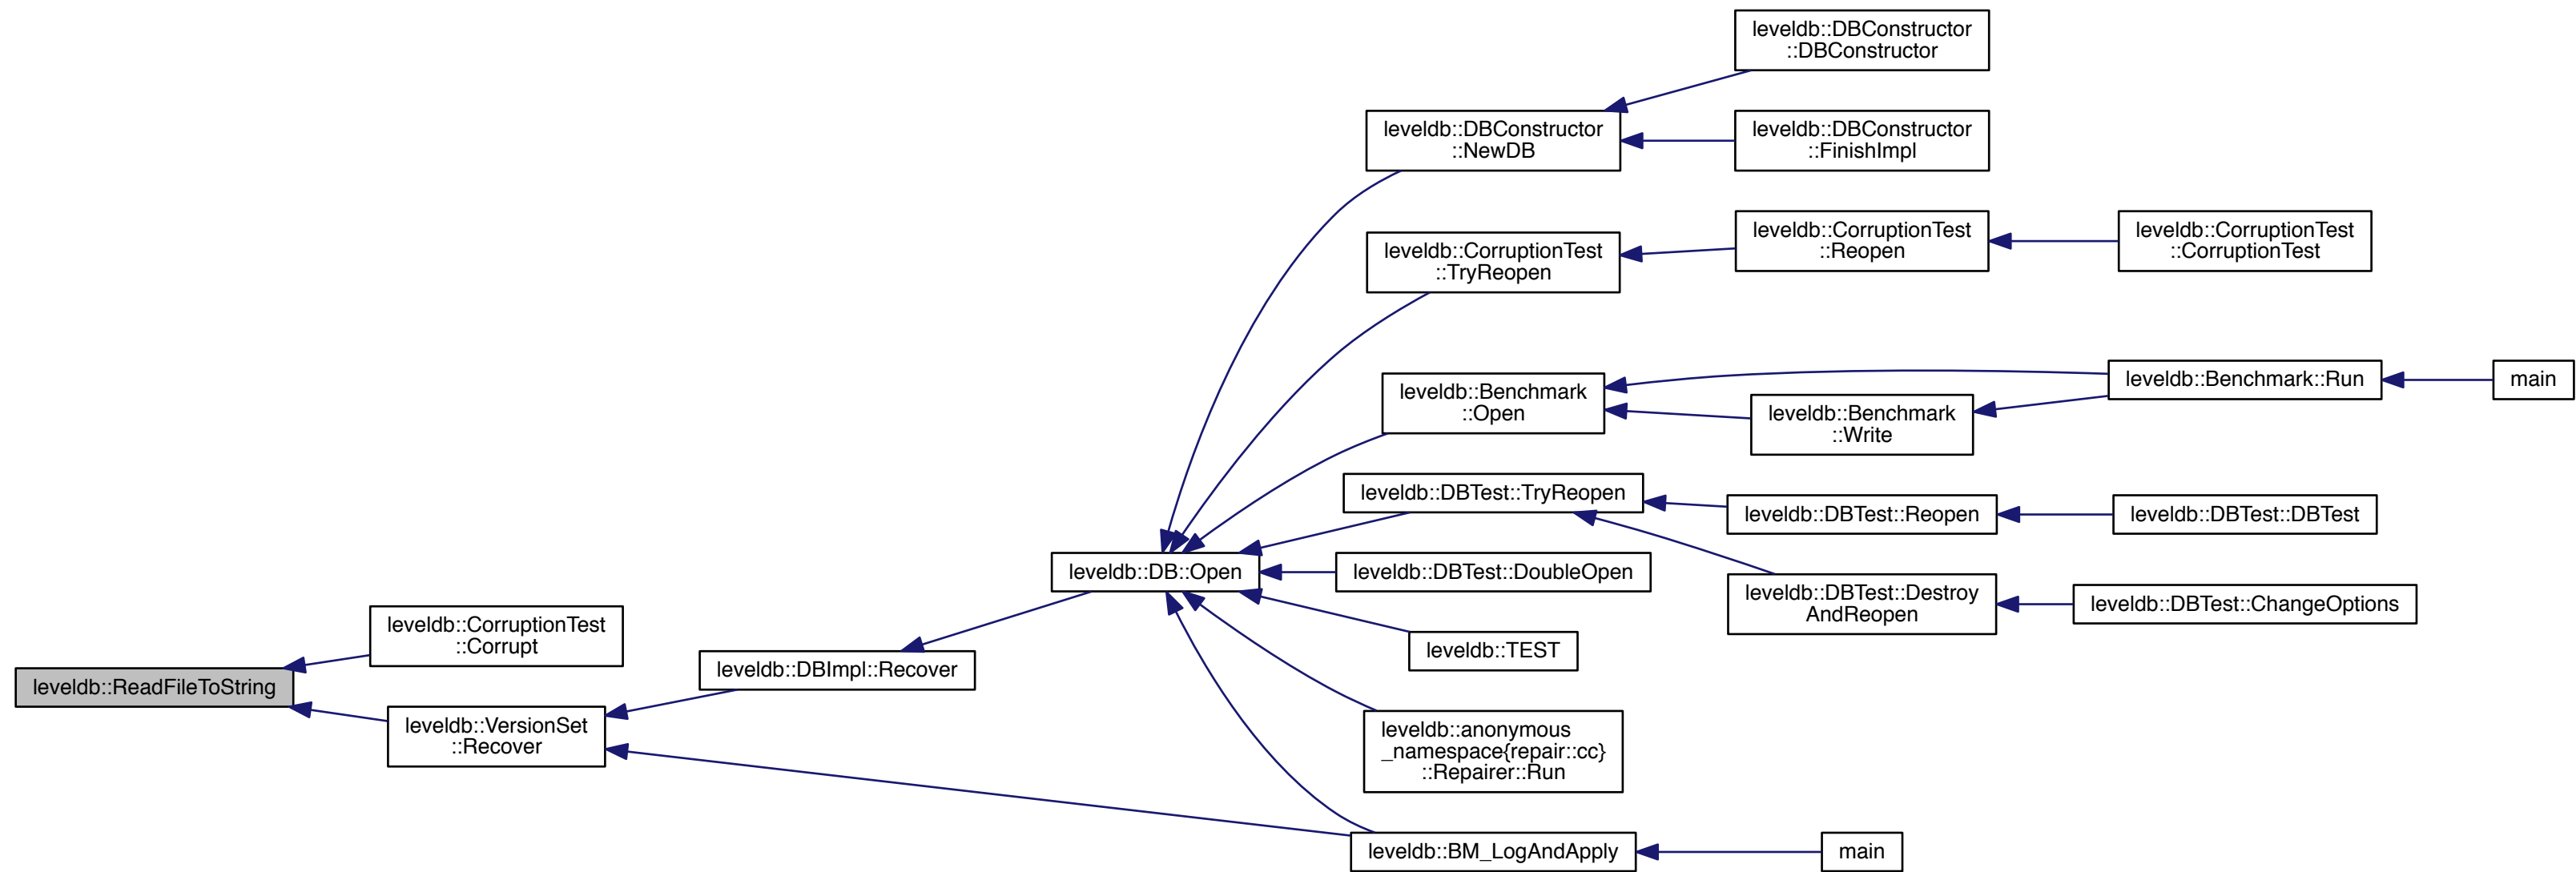 leveldb::DBConstructor
::DBConstructor
leveldb::DBConstructor
::NewDB
leveldb::DBConstructor
::FinishImpl
leveldb::CorruptionTest
::TryReopen
leveldb::CorruptionTest
::Reopen
leveldb::CorruptionTest
::CorruptionTest
leveldb::Benchmark
::Open
leveldb::Benchmark::Run
main
leveldb::Benchmark
::Write
leveldb::DBTest::TryReopen
leveldb::DBTest::Reopen
leveldb::DBTest::DBTest
leveldb::DB::Open
leveldb::DBTest::DoubleOpen
leveldb::DBTest::Destroy
AndReopen
leveldb::DBTest::ChangeOptions
leveldb::CorruptionTest
::Corrupt
leveldb::TEST
leveldb::ReadFileToString
leveldb::DBImpl::Recover
leveldb::VersionSet
::Recover
leveldb::anonymous
_namespace{repair::cc}
::Repairer::Run
leveldb::BM_LogAndApply
main